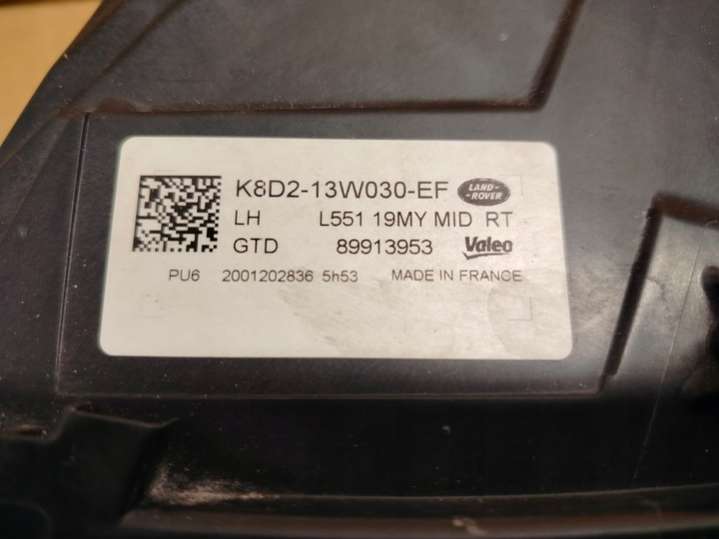 K8D2-13W030-EF LAND-ROVER
LH L551 19MY MID RT
GTD 89913953 Valeo
PU6 2001202836 5h53 MADE IN FRANCE